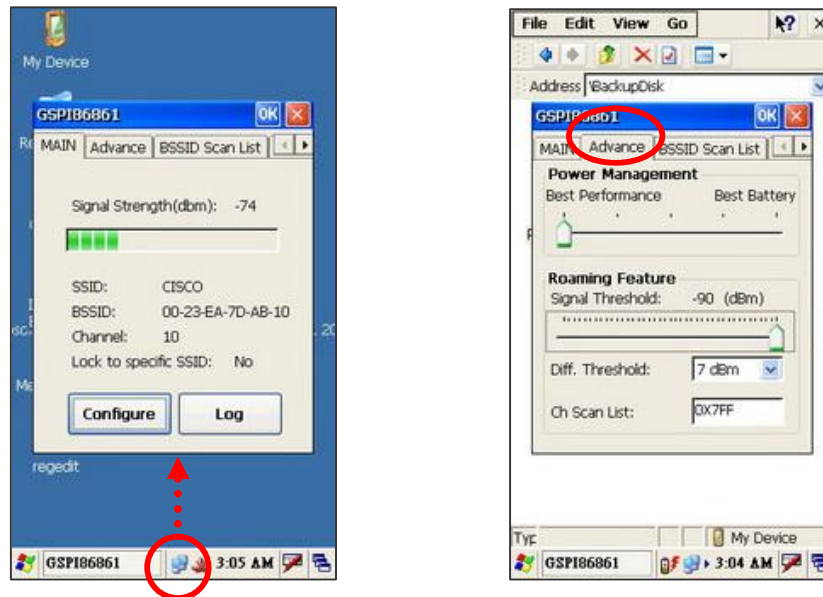 My Device
GSPI86861 OK
MAIN Advance BSSID Scan List
Signal Strength(dbm): -74
SSID: CISCO
BSSID: 00-23-EA-7D-AB-10
Channel: 10
Lock to specific SSID: No
Configure Log
regedit
GSPI86861 3:05 AM
File Edit View Go
Address \BackupDisk
GSPI86861 OK
MAIN Advance BSSID Scan List
Power Management
Best Performance Best Battery
Roaming Feature
Signal Threshold: -90 (dBm)
Diff. Threshold: 7 dBm
Ch Scan List: 0X7FF
My Device
GSPI86861 3:04 AM